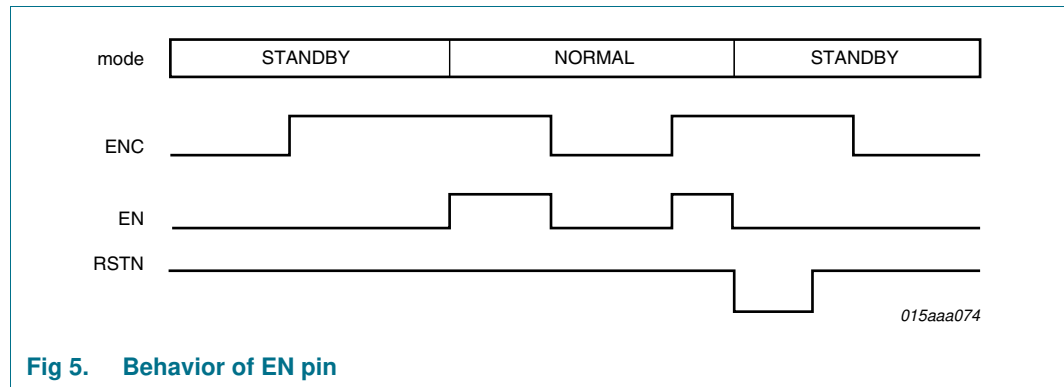 mode STANDBY NORMAL STANDBY
ENC
EN
RSTN
015aaa074
Fig 5. Behavior of EN pin